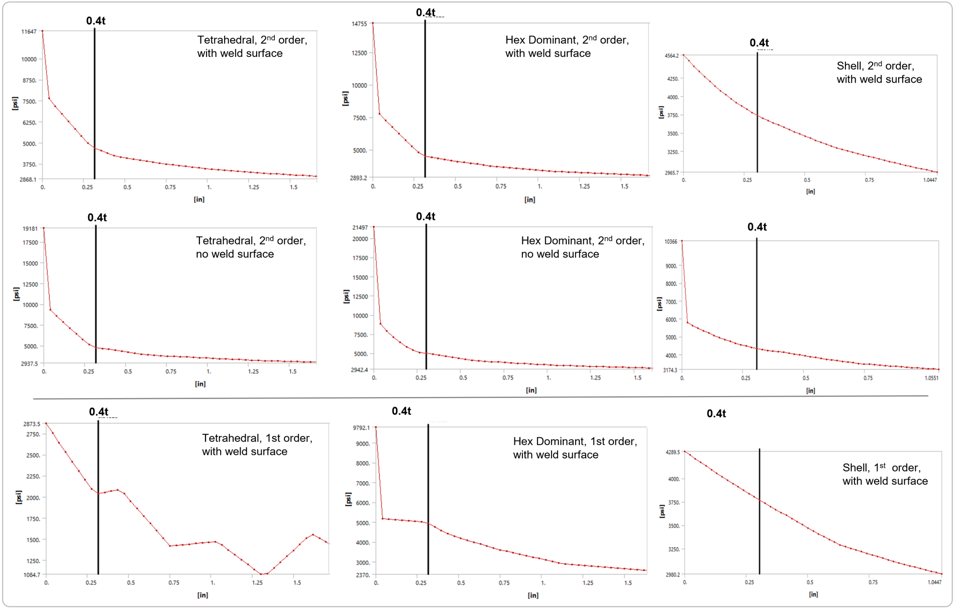 0.4t
Tetrahedral, 2nd order,
with weld surface
11647
10000
8750.
7500.
6250.
5000.
3750.
2868.1
[psi]
0.
0.25
0.5
0.75
1.
1.25
1.5
[in]
0.4t
Hex Dominant, 2nd order,
with weld surface
14755
12500
10000
7500.
5000.
2893.2
[psi]
0.
0.25
0.5
0.75
1.
1.25
1.5
[in]
0.4t
Shell, 2nd order,
with weld surface
4564.2
4250.
4000.
3750.
3500.
3250.
2965.7
[psi]
0.
0.25
0.5
0.75
1.0447
[in]
0.4t
Tetrahedral, 2nd order,
no weld surface
19181
17500
15000
12500
10000
7500.
5000.
2937.5
[psi]
0.
0.25
0.5
0.75
1.
1.25
1.5
[in]
0.4t
Hex Dominant, 2nd order,
no weld surface
21497
20000
17500
15000
12500
10000
7500.
5000.
2942.4
[psi]
0.
0.25
0.5
0.75
1.
1.25
1.5
[in]
0.4t
10366
9000.
8000.
7000.
6000.
5000.
4000.
3174.3
[psi]
0.
0.25
0.5
0.75
1.0551
[in]
0.4t
Tetrahedral, 1st order,
with weld surface
2873.5
2750.
2500.
2250.
2000.
1750.
1500.
1250.
1084.7
[psi]
0.
0.25
0.5
0.75
1.
1.25
1.5
[in]
0.4t
Hex Dominant, 1st order,
with weld surface
9792.1
9000.
8000.
7000.
6000.
5000.
4000.
3000.
2370.
[psi]
0.
0.25
0.5
0.75
1.
1.25
1.5
[in]
0.4t
Shell, 1st order,
with weld surface
4289.5
4000.
3750.
3500.
3250.
2980.2
[psi]
0.
0.25
0.5
0.75
1.0447
[in]